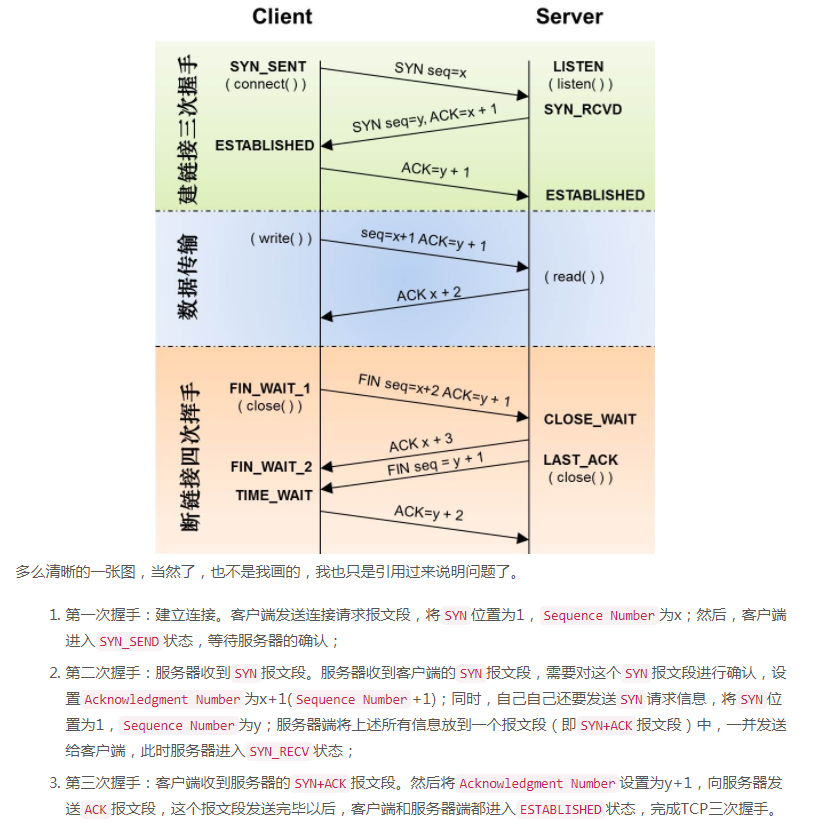 Client Server
建链接三次握手
SYN_SENT
( connect( ) )
SYN seq=x
LISTEN
( listen( ) )
SYN_RCVD
SYN seq=y, ACK=x + 1
ESTABLISHED
ACK=y + 1
ESTABLISHED
数据传输
( write( ) )
seq=x+1 ACK=y + 1
( read( ) )
ACK x + 2
断链接四次挥手
FIN_WAIT_1
( close( ) )
FIN seq=x+2 ACK=y + 1
CLOSE_WAIT
ACK x + 3
FIN_WAIT_2
FIN seq = y + 1
LAST_ACK
( close( ) )
TIME_WAIT
ACK=y + 2
多么清晰的一张图，当然了，也不是我画的，我也只是引用过来说明问题了。
1. 第一次握手：建立连接。客户端发送连接请求报文段，将 SYN 位置为1， Sequence Number 为x；然后，客户端
进入 SYN_SEND 状态，等待服务器的确认；
2. 第二次握手：服务器收到 SYN 报文段。服务器收到客户端的 SYN 报文段，需要对这个 SYN 报文段进行确认，设
置 Acknowledgment Number 为x+1( Sequence Number +1)；同时，自己自己还要发送 SYN 请求信息，将 SYN 位
置为1， Sequence Number 为y；服务器端将上述所有信息放到一个报文段（即 SYN+ACK 报文段）中，一并发送
给客户端，此时服务器进入 SYN_RECV 状态；
3. 第三次握手：客户端收到服务器的 SYN+ACK 报文段。然后将 Acknowledgment Number 设置为y+1，向服务器发
送 ACK 报文段，这个报文段发送完毕以后，客户端和服务器端都进入 ESTABLISHED 状态，完成TCP三次握手。